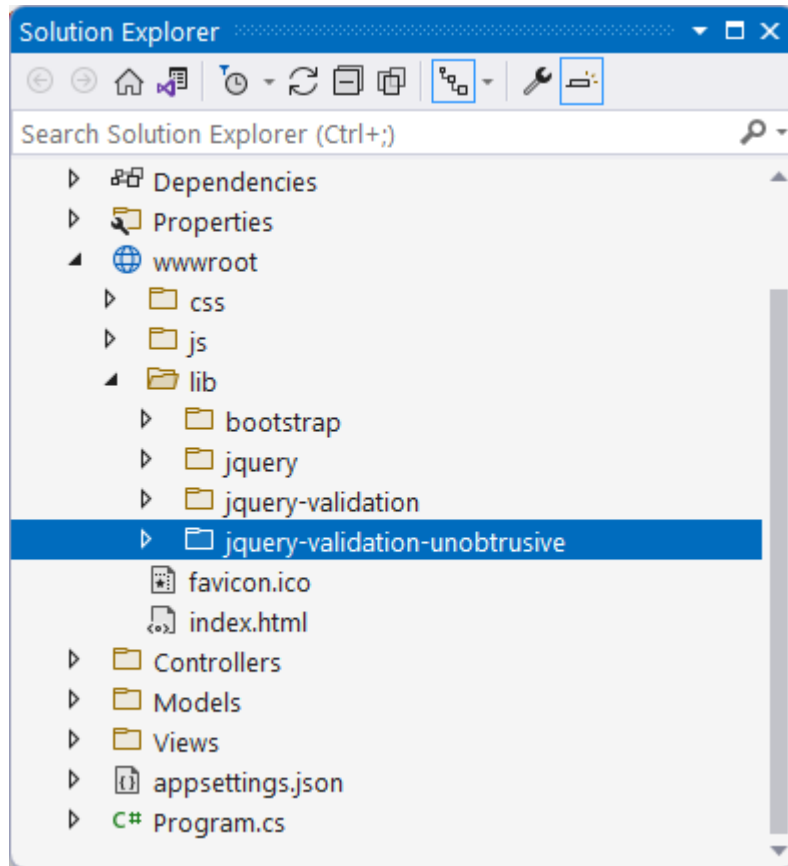 Solution Explorer
Search Solution Explorer (Ctrl+;)
Dependencies
Properties
wwwroot
css
js
lib
bootstrap
jquery
jquery-validation
jquery-validation-unobtrusive
favicon.ico
index.html
Controllers
Models
Views
appsettings.json
C# Program.cs